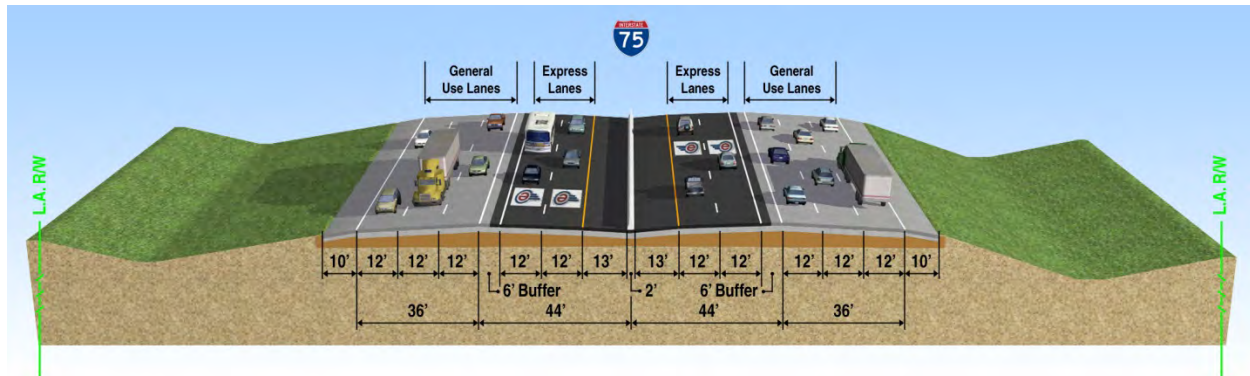 INTERSTATE
75
General
Use Lanes
Express
Lanes
Express
Lanes
General
Use Lanes
L.A. R/W
L.A. R/W
10' 12' 12' 12' 12' 12' 13' 13' 12' 12' 12' 12' 12' 10'
6' Buffer 2' 6' Buffer
36' 44' 44' 36'